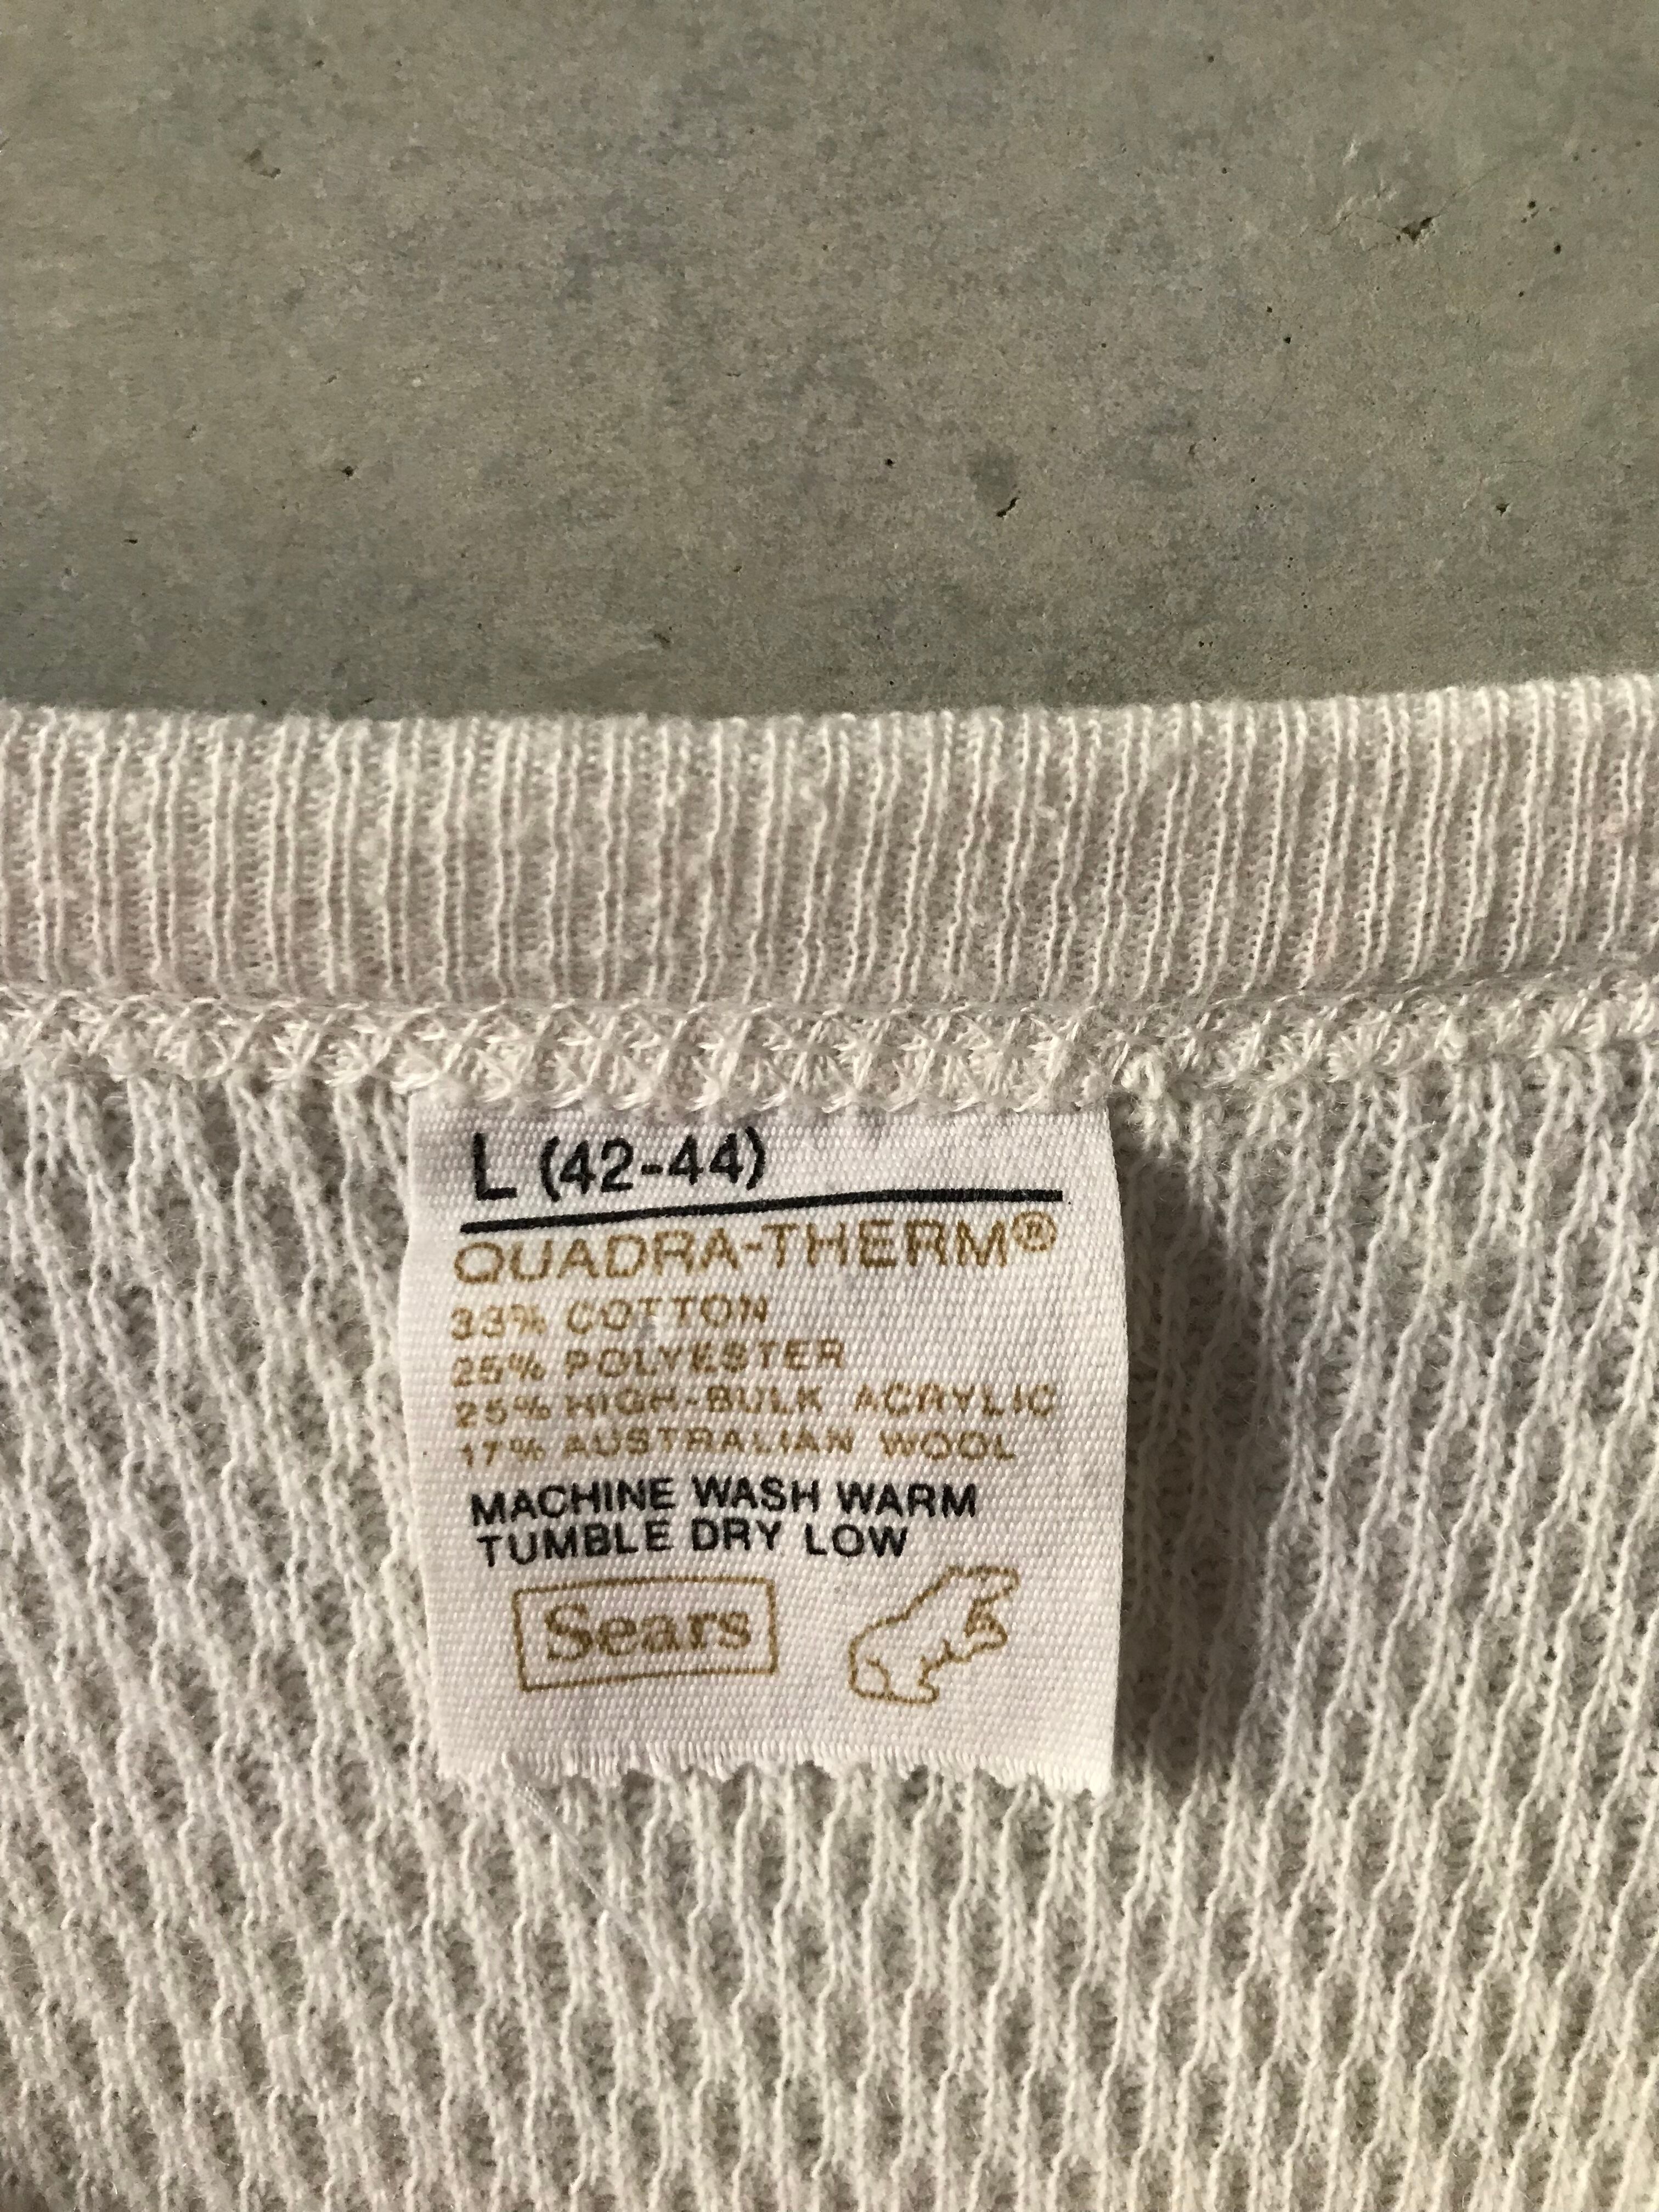 L (42-44)
QUADRA-THERM®
33% COTTON
25% POLYESTER
25% HIGH-BULK ACRYLIC
17% AUSTRALIAN WOOL
MACHINE WASH WARM
TUMBLE DRY LOW
Sears